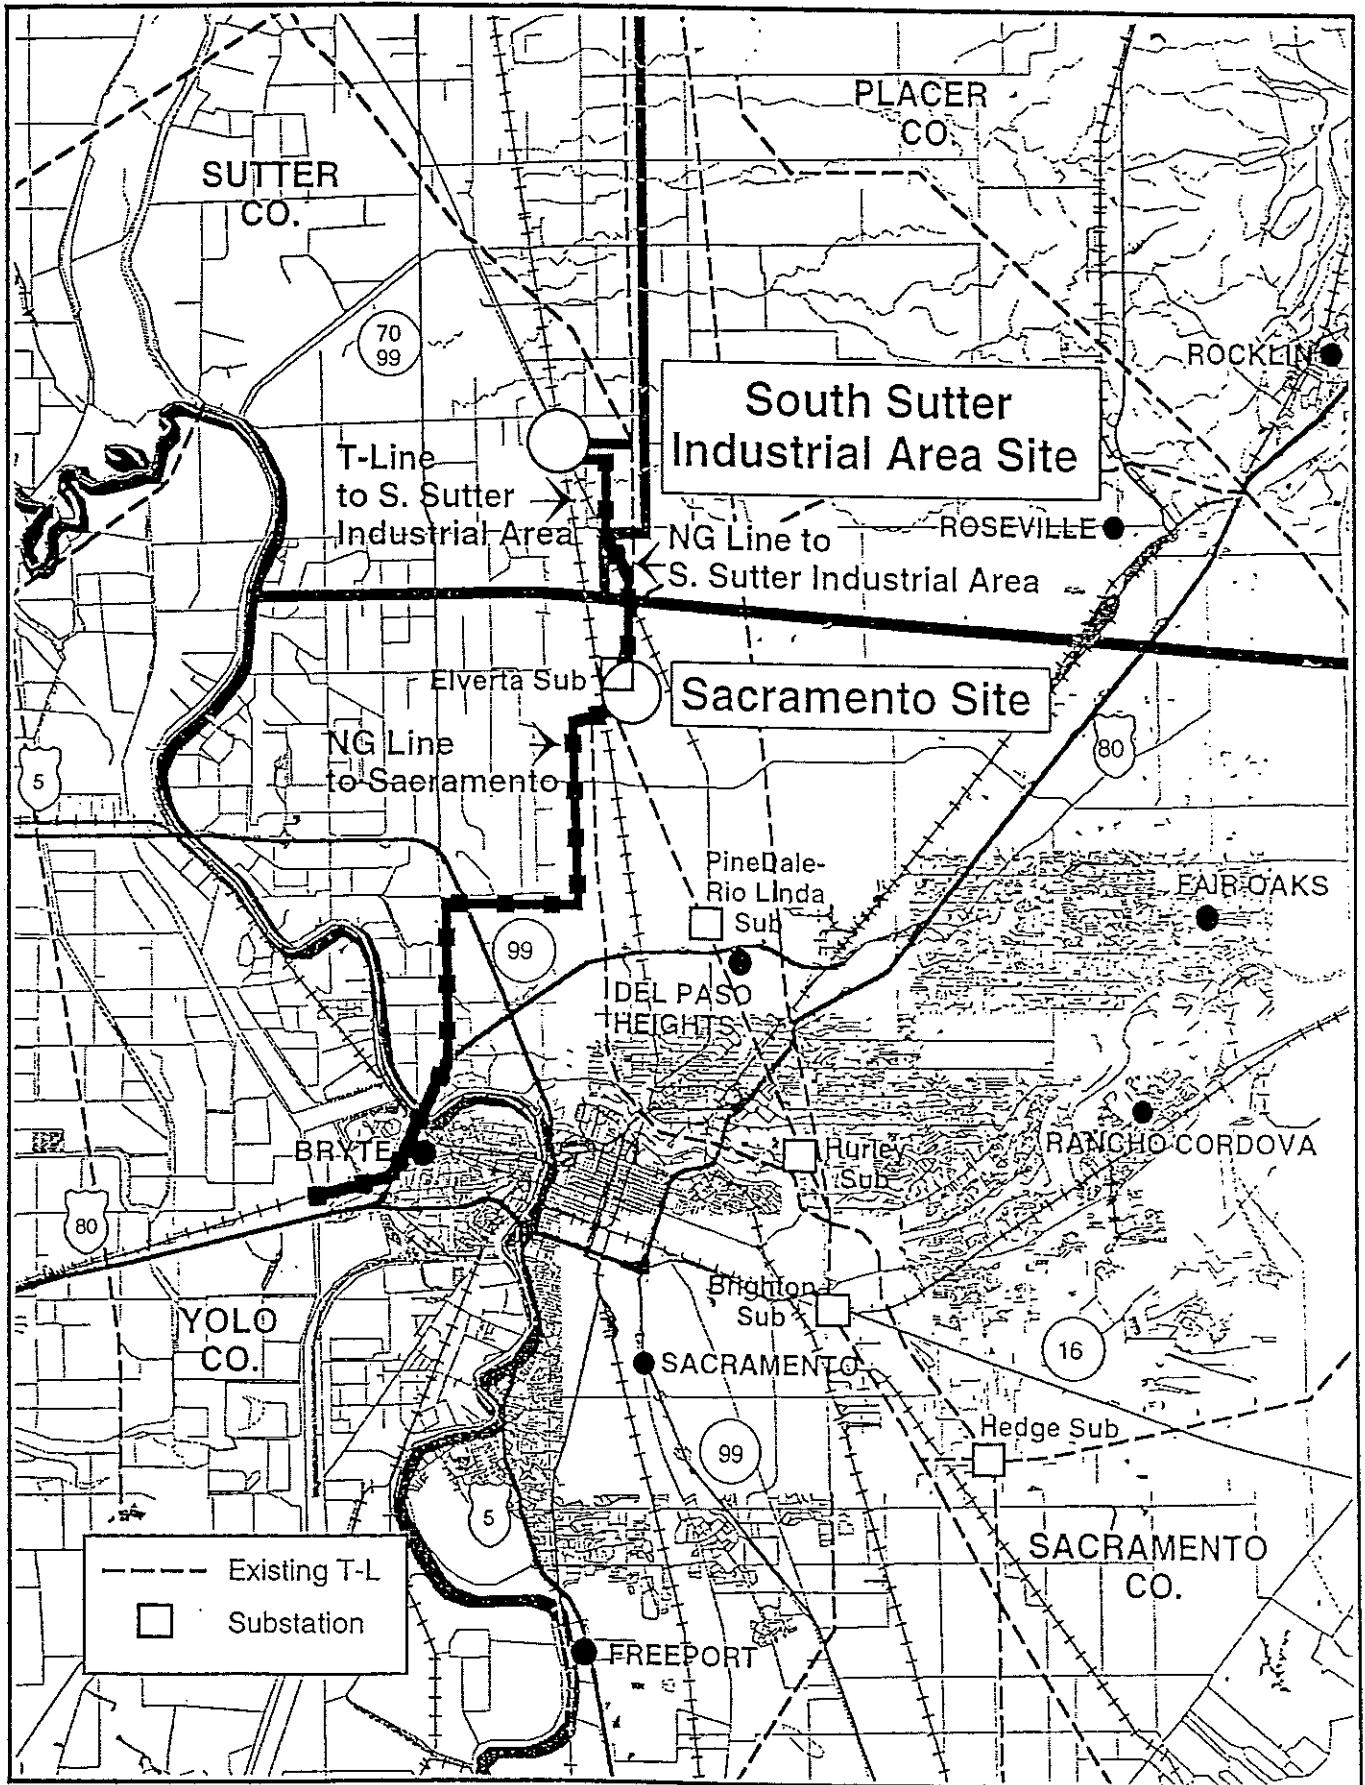 PLACER
CO.
SUTTER
CO.
70
99
ROCKLIN
South Sutter
Industrial Area Site
T-Line
to S. Sutter
Industrial Area
ROSEVILLE
NG Line to
S. Sutter Industrial Area
Elverta Sub
Sacramento Site
NG Line
to Sacramento
5
80
PineDale-
Rio Linda
Sub
FAIR OAKS
99
DEL PASO
HEIGHTS
BRYTE
RANCHO CORDOVA
Hurley
Sub
80
YOLO
CO.
Brighton
Sub
16
SACRAMENTO
Hedge Sub
99
5
SACRAMENTO
CO.
Existing T-L
Substation
FREEPORT